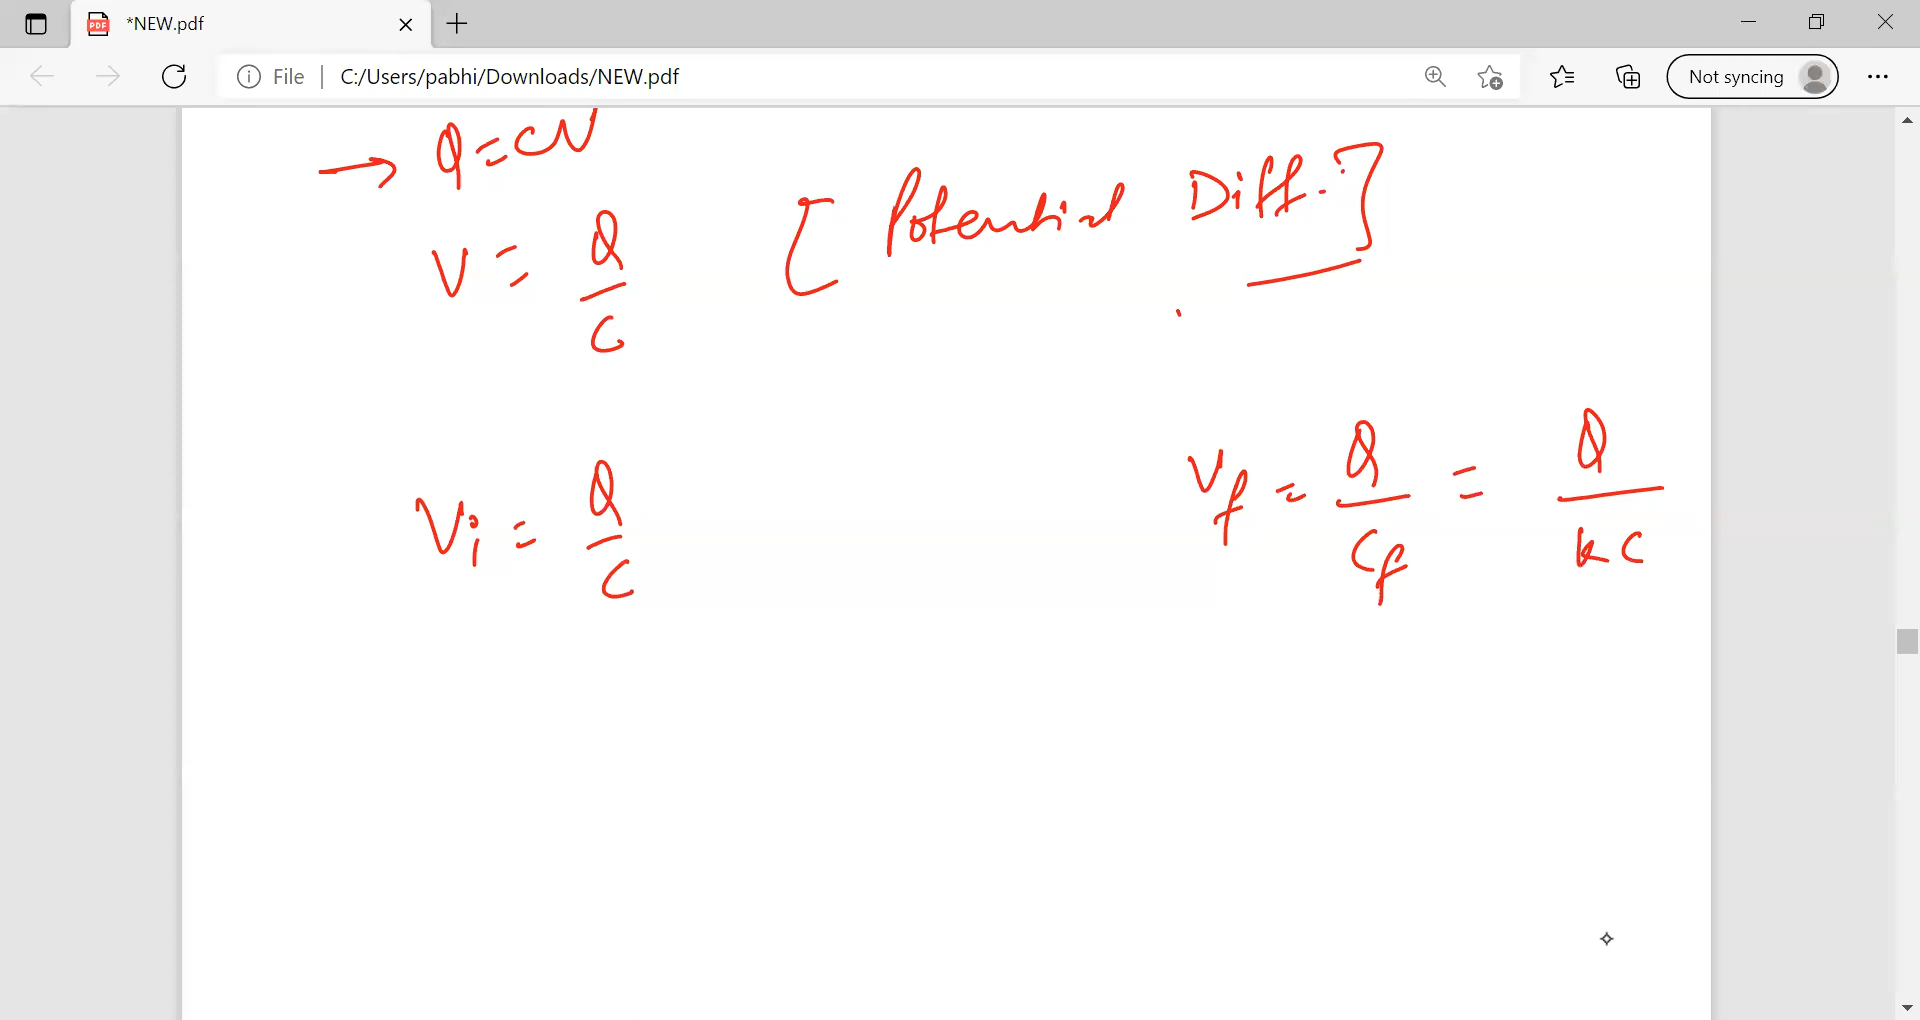 *NEW.pdf
File | C:/Users/pabhi/Downloads/NEW.pdf
Not syncing
→ Q = CV
V = Q/C [Potential Diff.]
Vi = Q/C
Vf = Q/Cf = Q/kC